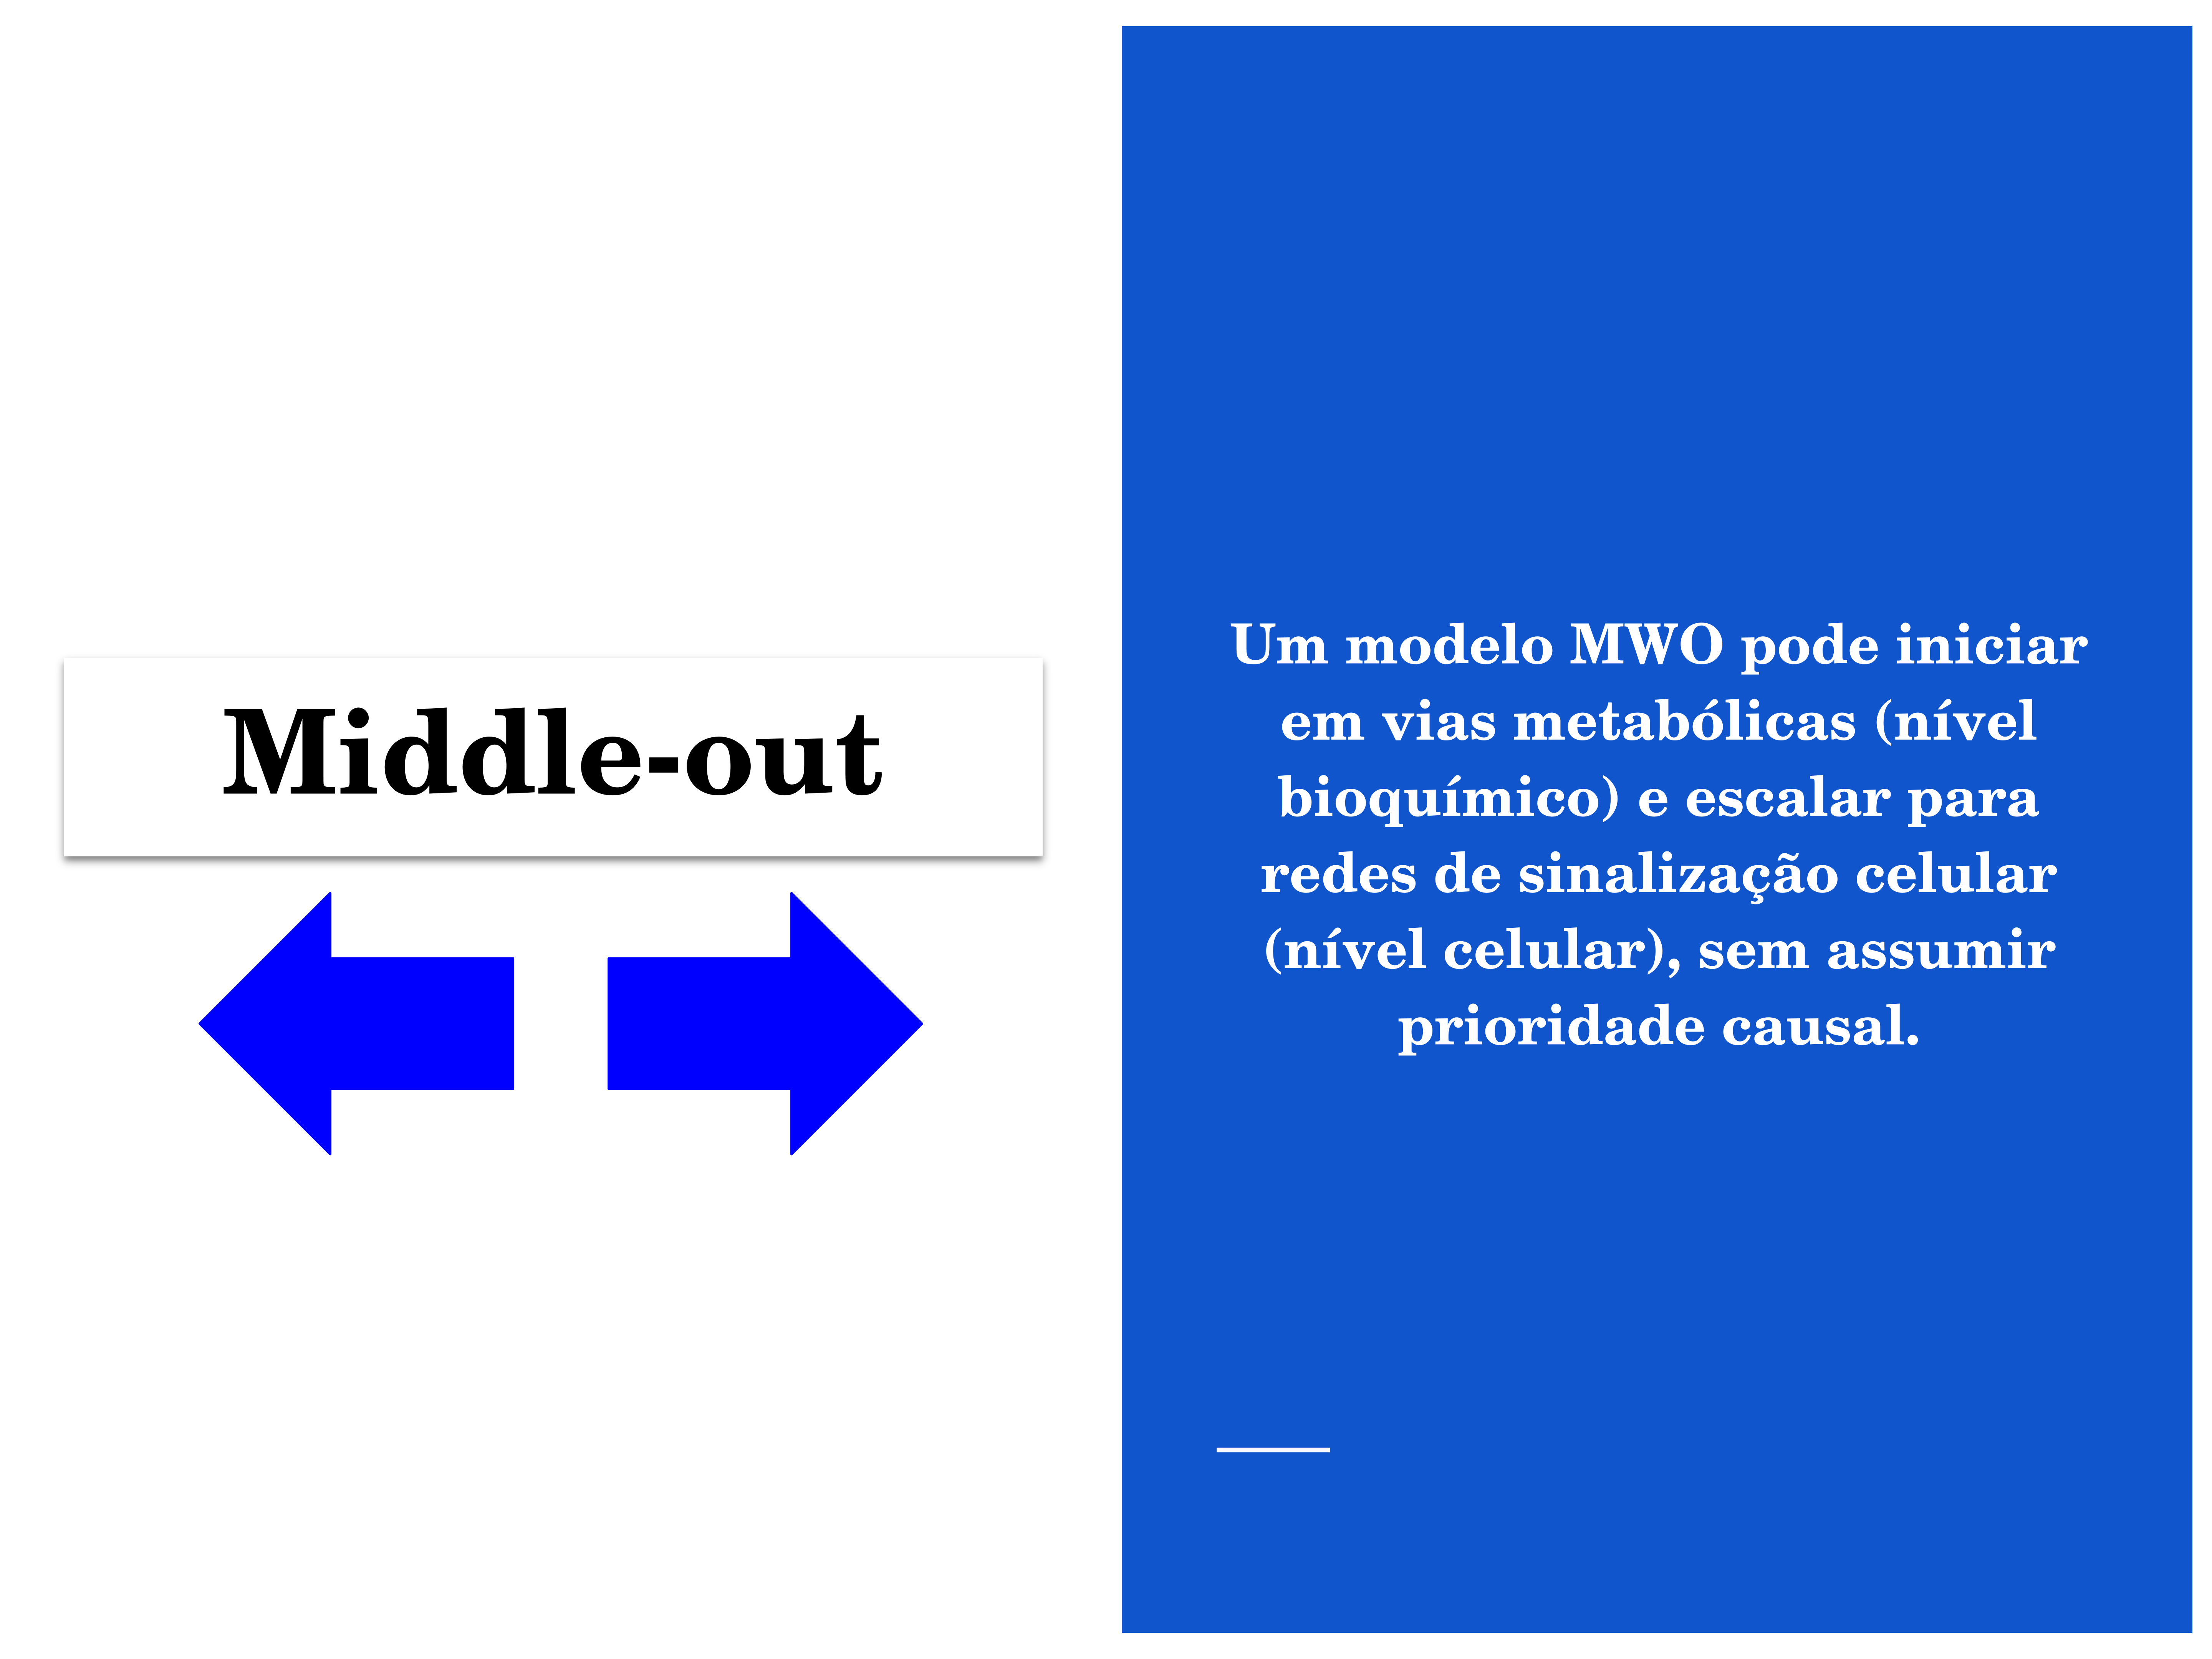 Middle-out
Um modelo MWO pode iniciar
em vias metabólicas (nível
bioquímico) e escalar para
redes de sinalização celular
(nível celular), sem assumir
prioridade causal.